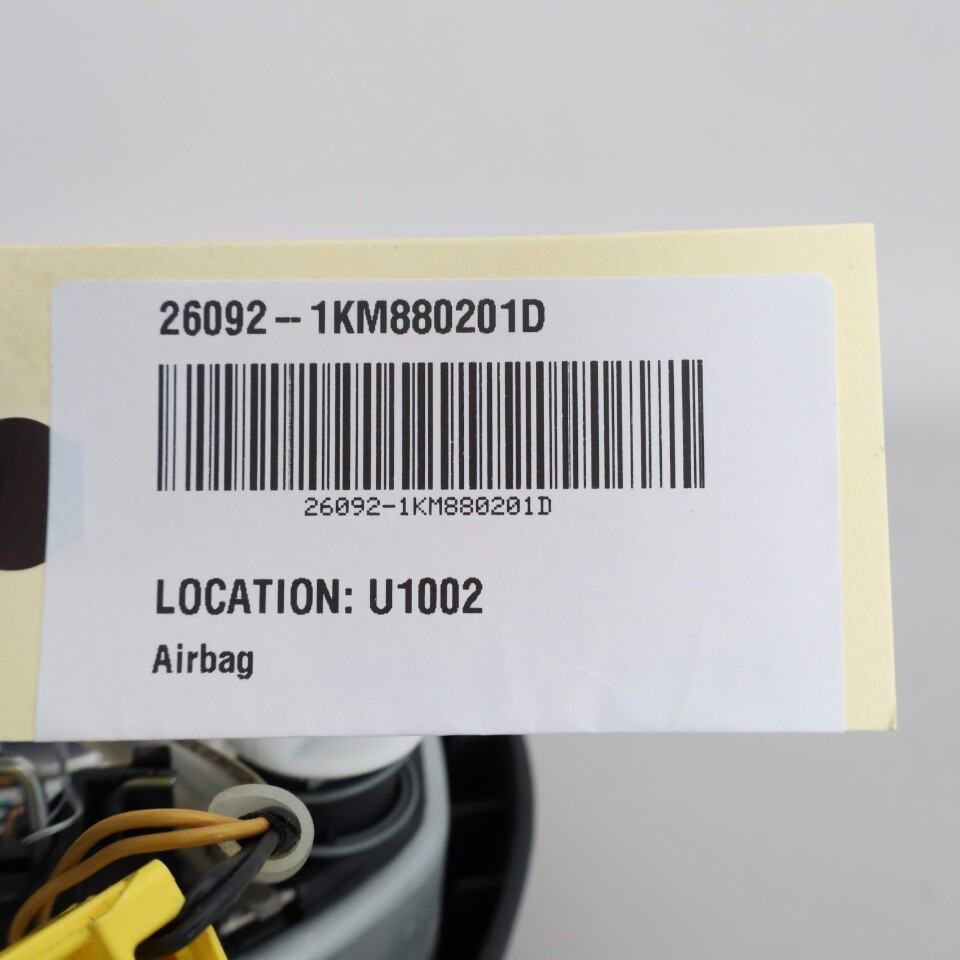 26092 -- 1KM880201D
26092-1KM880201D
LOCATION: U1002
Airbag